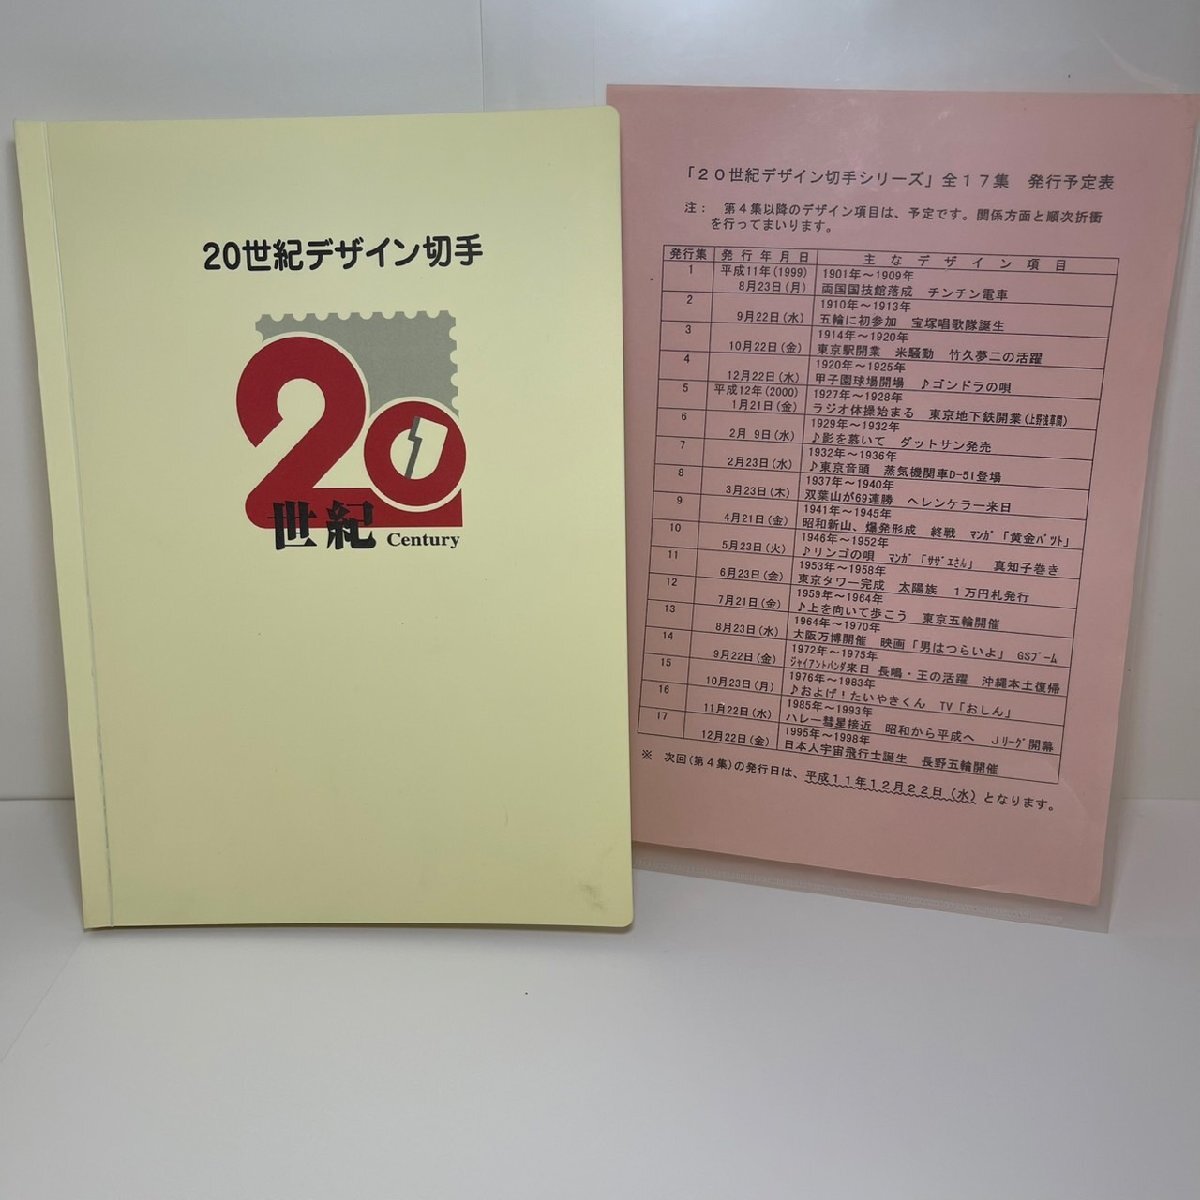 20世紀デザイン切手
20
世紀 Century
「20世紀デザイン切手シリーズ」全17集 発行予定表
注: 第4集以降のデザイン項目は、予定です。関係方面と順次折衝
を行ってまいります。
発行集 発行年月日 主なデザイン項目
1 平成11年(1999) 1901年～1909年
8月23日(月) 両国国技館落成 チンチン電車
2 1910年～1913年
9月22日(水) 五輪に初参加 宝塚唱歌隊誕生
3 1914年～1920年
10月22日(金) 東京駅開業 米騒動 竹久夢二の活躍
4 1920年～1925年
12月22日(水) 甲子園球場開場 ♪ゴンドラの唄
5 平成12年(2000) 1927年～1928年
1月21日(金) ラジオ体操始まる 東京地下鉄開業(上野浅草間)
6 1929年～1932年
2月 9日(水) ♪影を慕いて ダットサン発売
7 1932年～1936年
2月23日(水) ♪東京音頭 蒸気機関車D-51登場
8 1937年～1940年
3月23日(木) 双葉山が69連勝 ヘレンケラー来日
9 1941年～1945年
4月21日(金) 昭和新山、爆発形成 終戦 マンガ「黄金バット」
10 1946年～1952年
5月23日(火) ♪リンゴの唄 マンガ「サザエさん」 真知子巻き
11 1953年～1958年
6月23日(金) 東京タワー完成 太陽族 1万円札発行
12 1959年～1964年
7月21日(金) ♪上を向いて歩こう 東京五輪開催
13 1964年～1970年
8月23日(水) 大阪万博開催 映画「男はつらいよ」 GSブーム
14 1972年～1975年
9月22日(金) ジャイアントパンダ来日 長嶋・王の活躍 沖縄本土復帰
15 1976年～1983年
10月23日(月) ♪およげ!たいやきくん TV「おしん」
16 1985年～1993年
11月22日(水) ハレー彗星接近 昭和から平成へ Jリーグ開幕
17 1995年～1998年
12月22日(金) 日本人宇宙飛行士誕生 長野五輪開催
※ 次回(第4集)の発行日は、平成11年12月22日(水)となります。